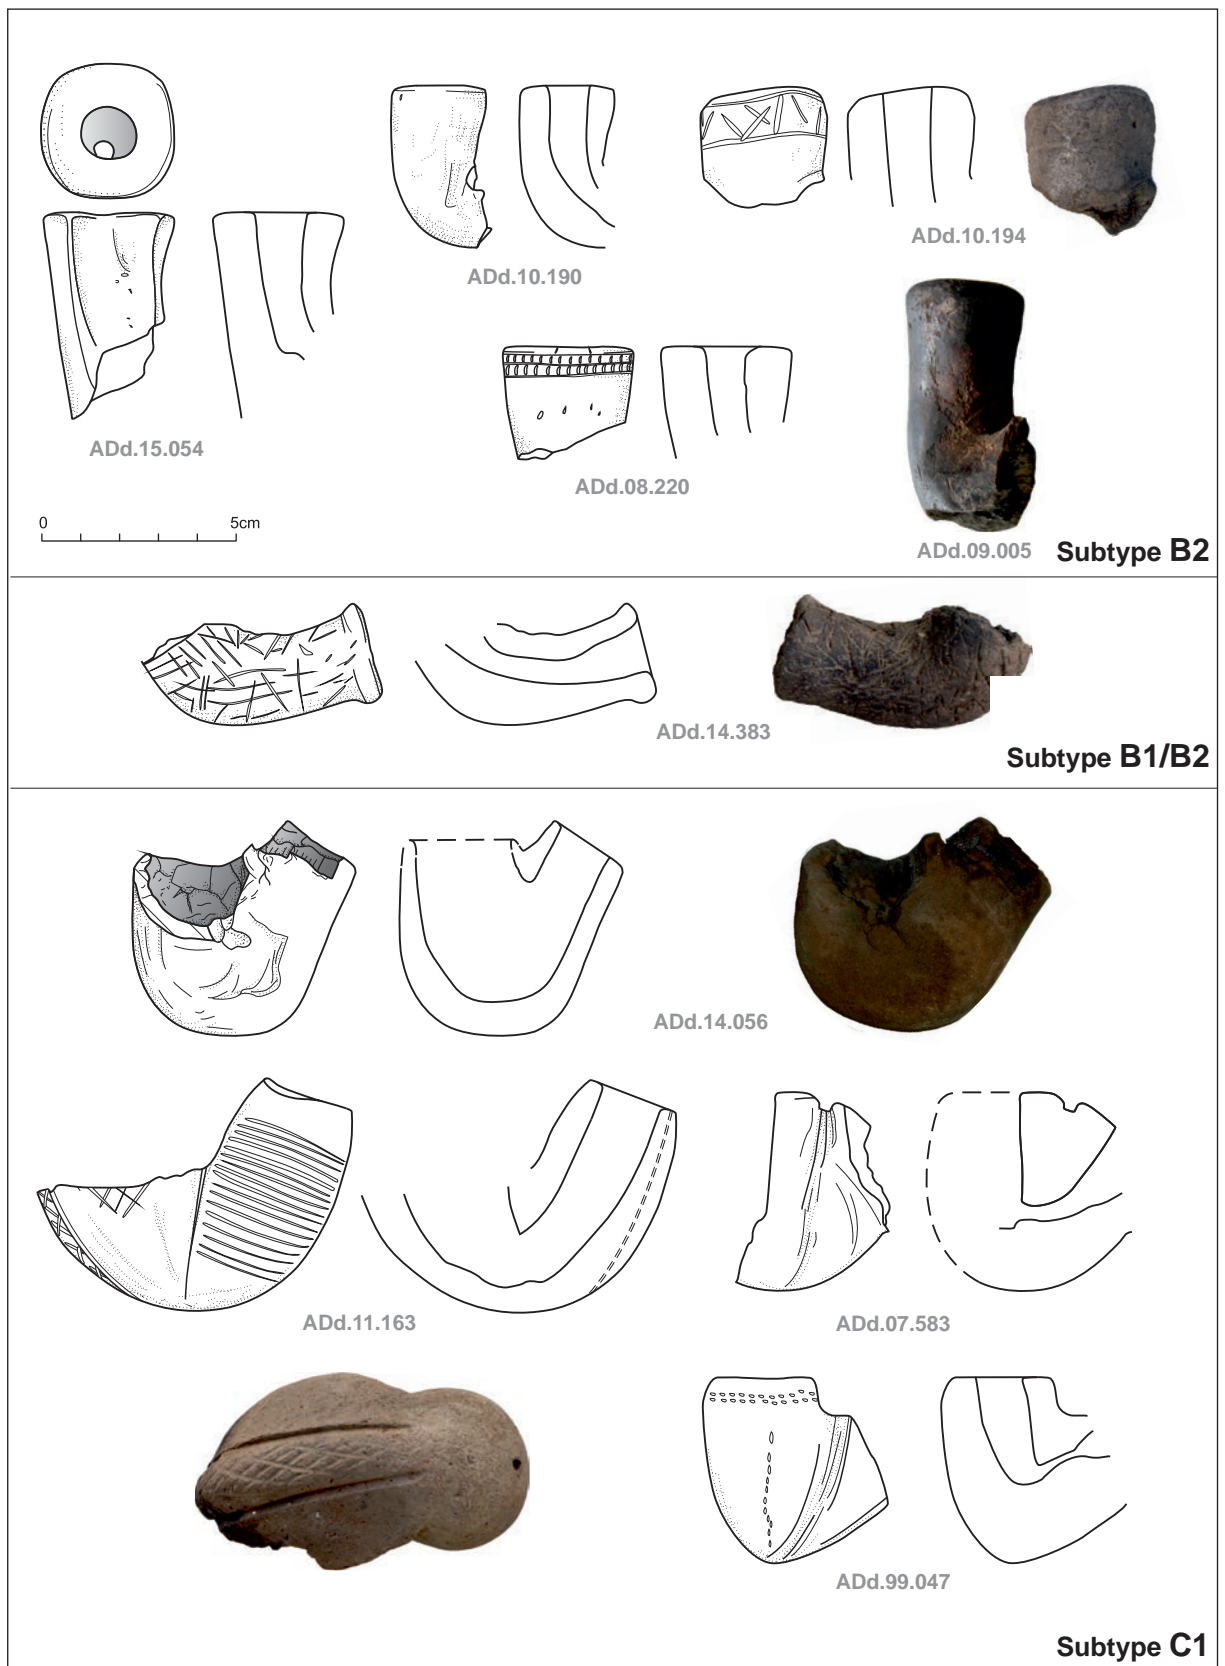 ADd.10.194
ADd.10.190
ADd.15.054
ADd.08.220
0 5cm
ADd.09.005
Subtype B2
ADd.14.383
Subtype B1/B2
ADd.14.056
ADd.11.163
ADd.07.583
ADd.99.047
Subtype C1